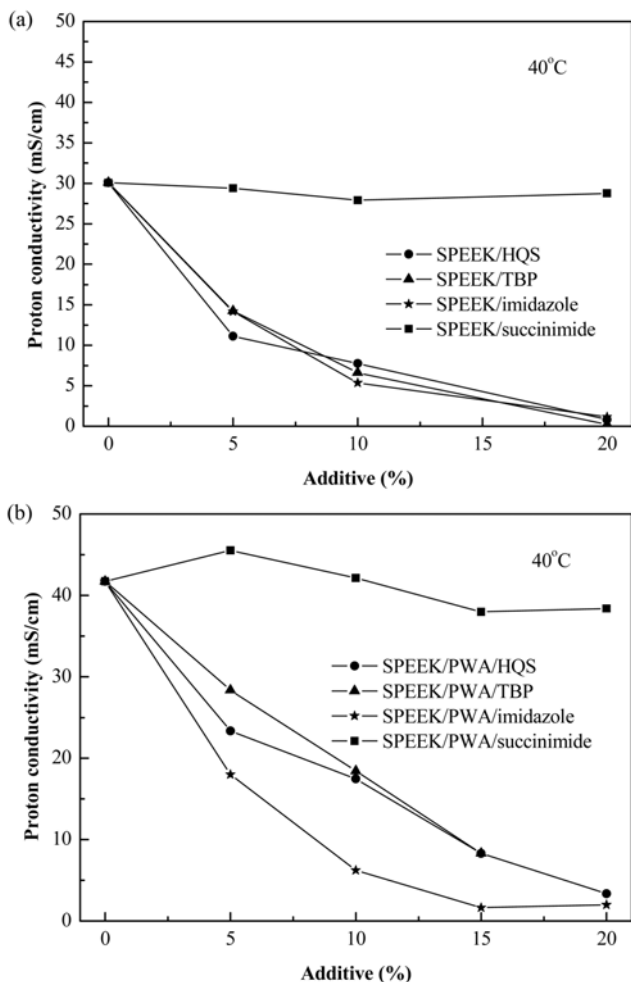 (a)
50
45
40
35
30
25
20
15
10
5
0
Proton conductivity (mS/cm)
40°C
SPEEK/HQS
SPEEK/TBP
SPEEK/imidazole
SPEEK/succinimide
0 5 10 15 20
Additive (%)
(b)
50
40
30
20
10
0
Proton conductivity (mS/cm)
40°C
SPEEK/PWA/HQS
SPEEK/PWA/TBP
SPEEK/PWA/imidazole
SPEEK/PWA/succinimide
0 5 10 15 20
Additive (%)